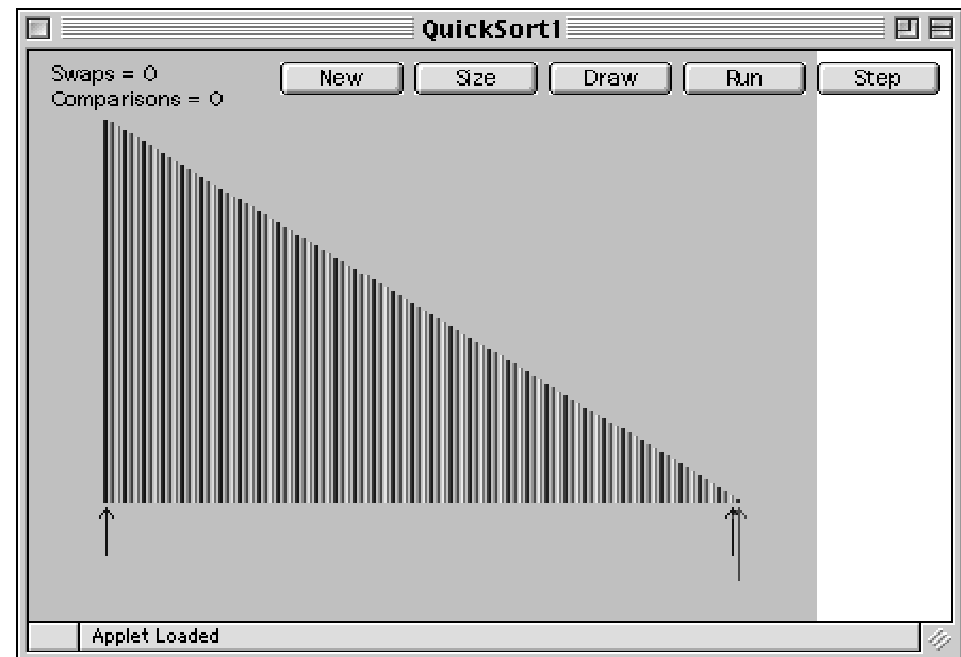 QuickSort1
Swaps = 0
Comparisons = 0
New Size Draw Run Step
Applet Loaded